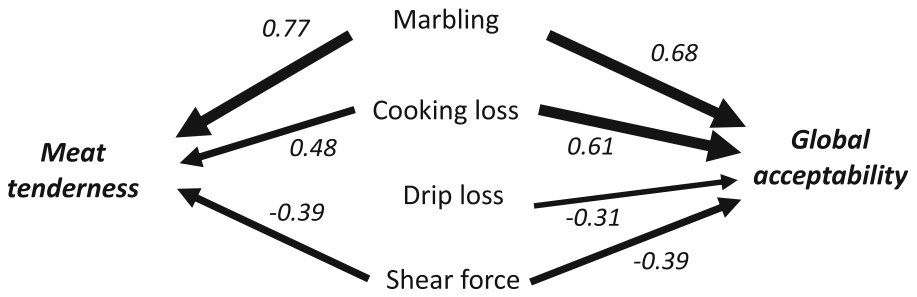 Marbling
0.77
0.68
Cooking loss
0.48
0.61
Meat
tenderness
Global
acceptability
Drip loss
-0.39
-0.31
Shear force
-0.39